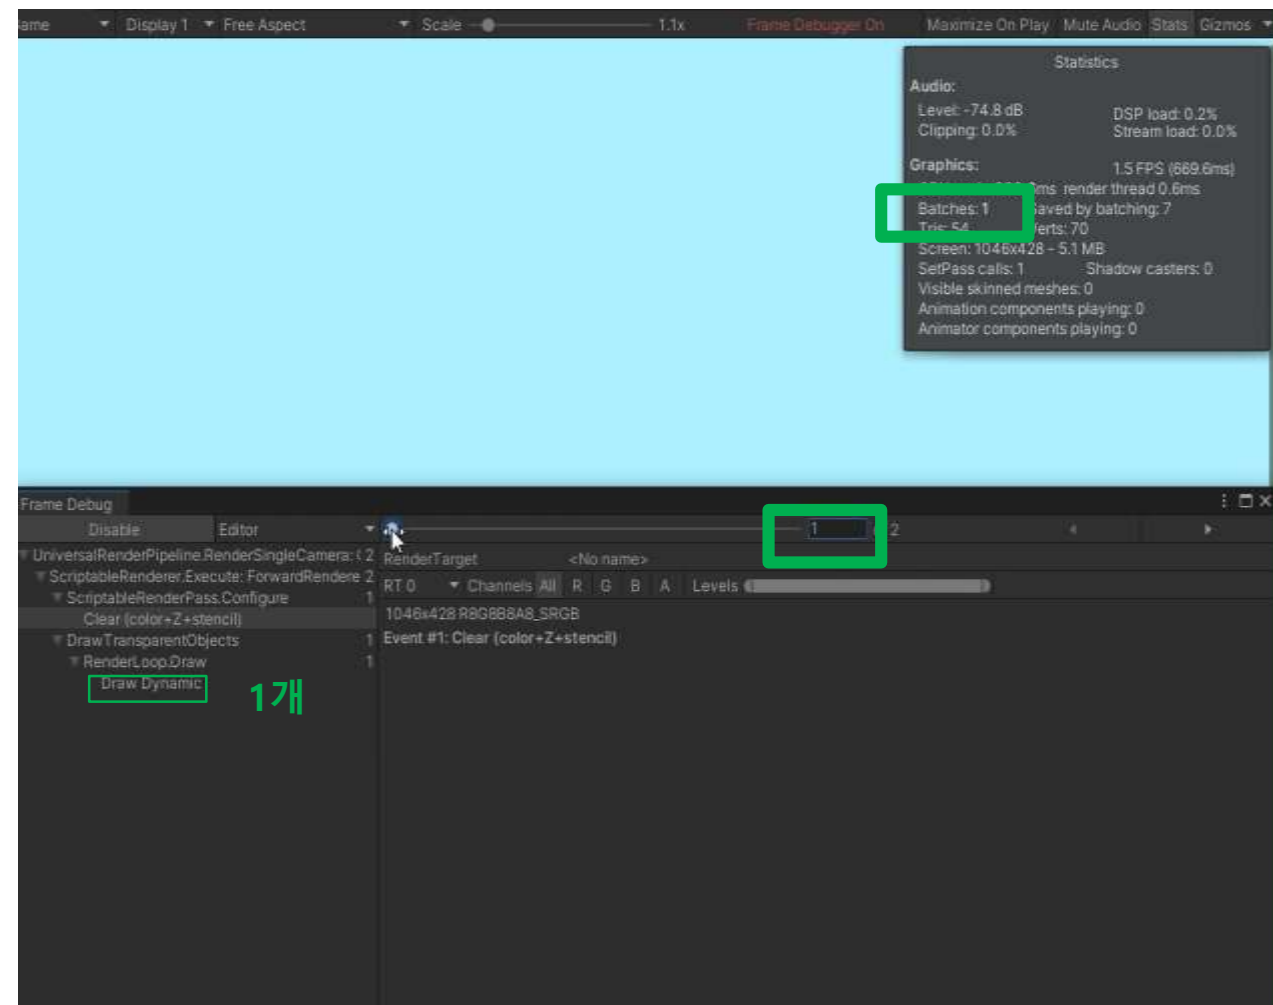 Display 1 Free Aspect Scale 1.1x Frame Debugger On Maximize On Play Mute Audio Stats Gizmos
Statistics
Audio:
Level: -74.8 dB DSP load: 0.2%
Clipping: 0.0% Stream load: 0.0%
Graphics: 1.5 FPS (669.6ms)
render thread 0.6ms
Batches: 1 Saved by batching: 7
Tris: 54 Verts: 70
Screen: 1046x428 - 5.1 MB
SetPass calls: 1 Shadow casters: 0
Visible skinned meshes: 0
Animation components playing: 0
Animator components playing: 0
Frame Debug
Disable Editor 1 2
UniversalRenderPipeline.RenderSingleCamera: 2
RenderTarget <No name>
ScriptableRenderer.Execute: ForwardRendere 2
RT 0 Channels All R G B A Levels
ScriptableRenderPass.Configure 1
Clear (color+Z+stencil)
1046x428 R8G8B8A8_SRGB
DrawTransparentObjects 1
Event #1: Clear (color+Z+stencil)
RenderLoop.Draw 1
Draw Dynamic
1개